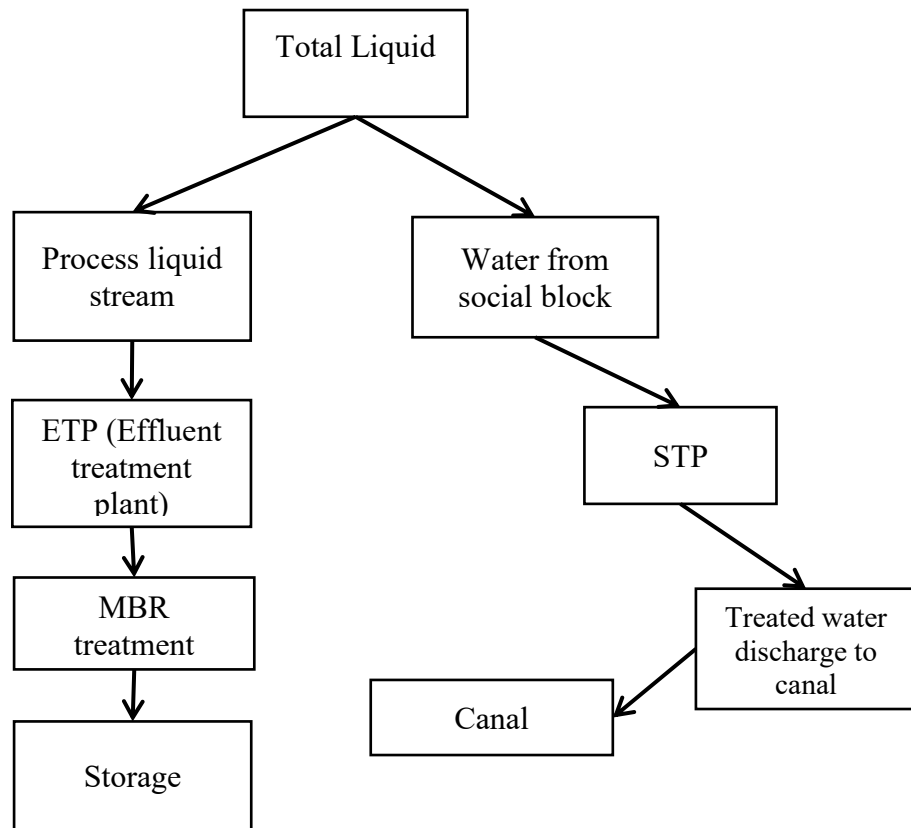 Total Liquid
Process liquid
stream
Water from
social block
ETP (Effluent
treatment
plant)
STP
MBR
treatment
Treated water
discharge to
canal
Canal
Storage